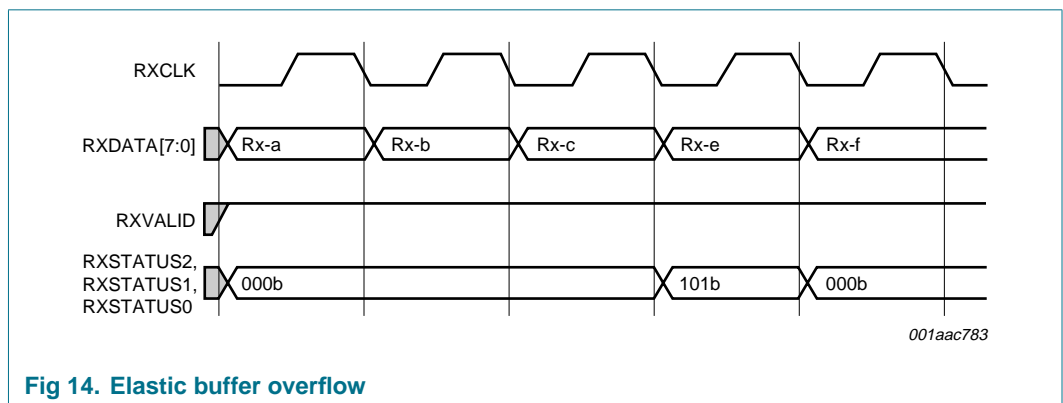 RXCLK
RXDATA[7:0] Rx-a Rx-b Rx-c Rx-e Rx-f
RXVALID
RXSTATUS2,
RXSTATUS1, 000b 101b 000b
RXSTATUS0
001aac783
Fig 14. Elastic buffer overflow